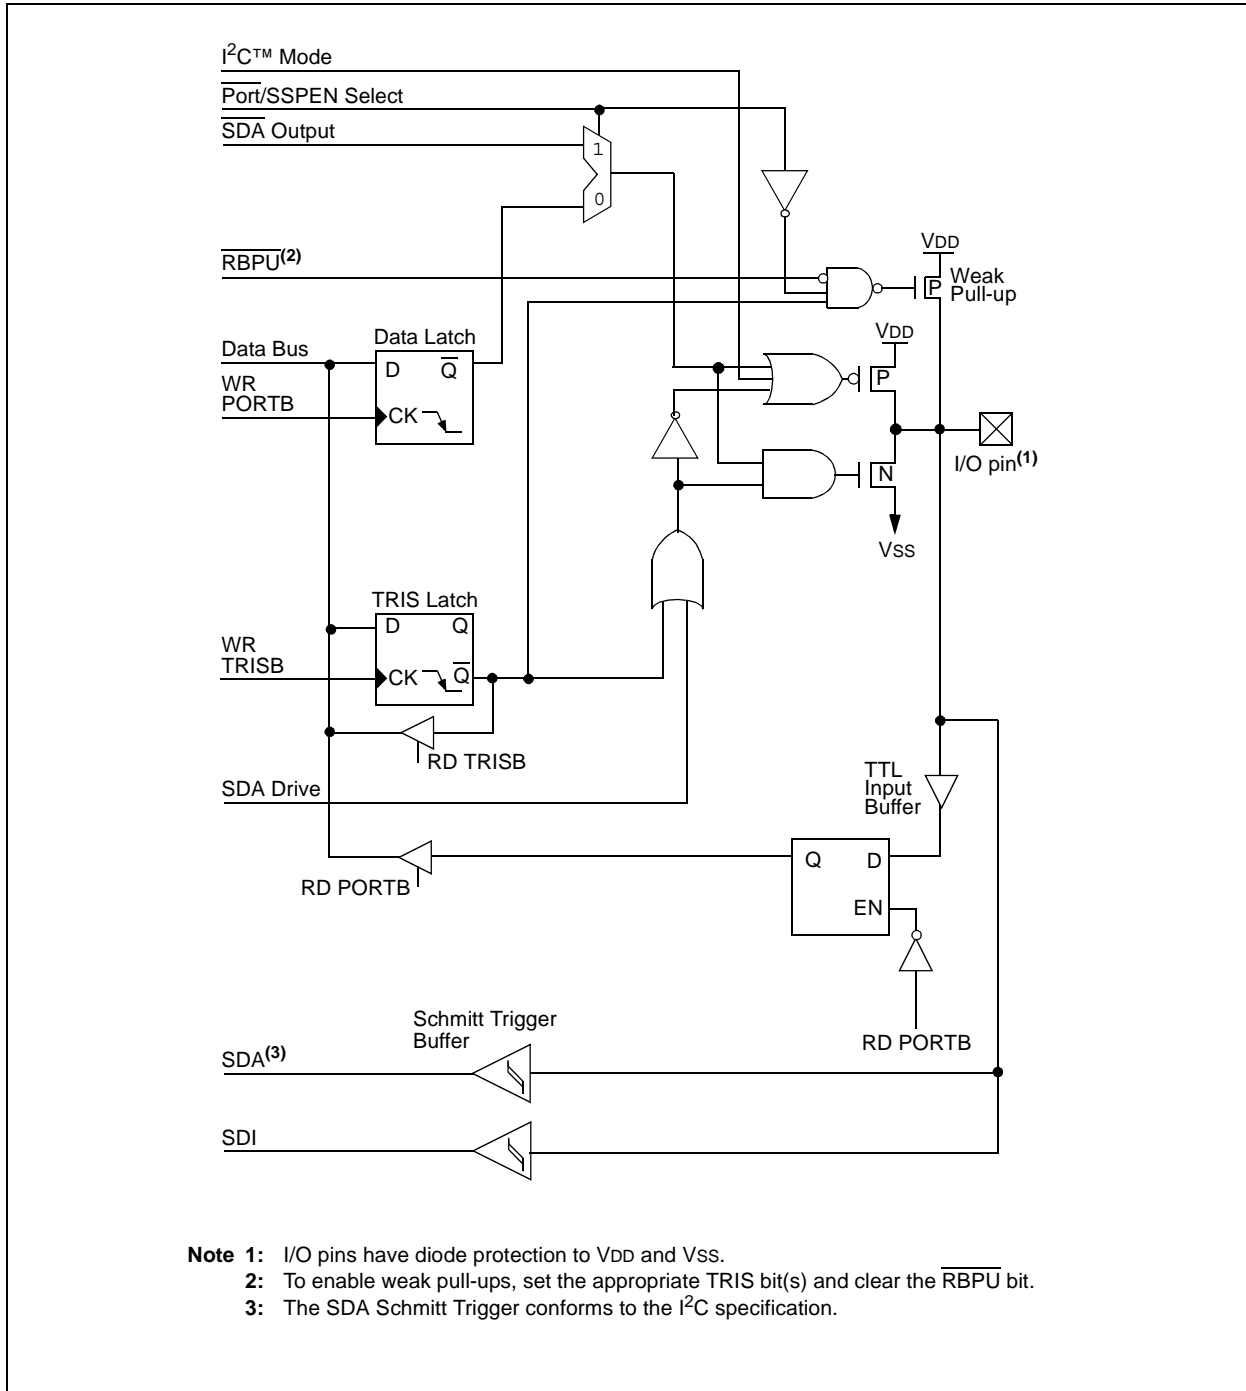 I²C™ Mode
Port/SSPEN Select
SDA Output
1
0
RBPU(2)
VDD
P
Weak
Pull-up
Data Latch
VDD
Data Bus
D
Q
P
WR
PORTB
CK
I/O pin(1)
N
VSS
TRIS Latch
D
Q
WR
TRISB
CK
Q
RD TRISB
TTL
Input
Buffer
SDA Drive
Q
D
RD PORTB
EN
Schmitt Trigger
Buffer
RD PORTB
SDA(3)
SDI
Note 1: I/O pins have diode protection to VDD and VSS.
2: To enable weak pull-ups, set the appropriate TRIS bit(s) and clear the RBPU bit.
3: The SDA Schmitt Trigger conforms to the I²C specification.